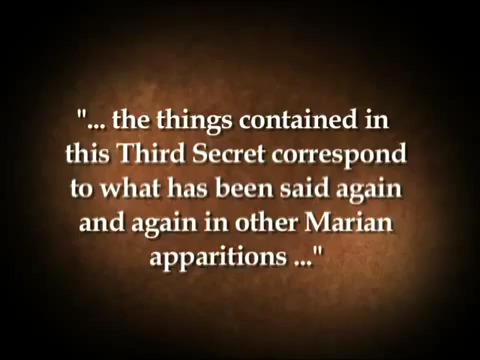 "... the things contained in
this Third Secret correspond
to what has been said again
and again in other Marian
apparitions ..."